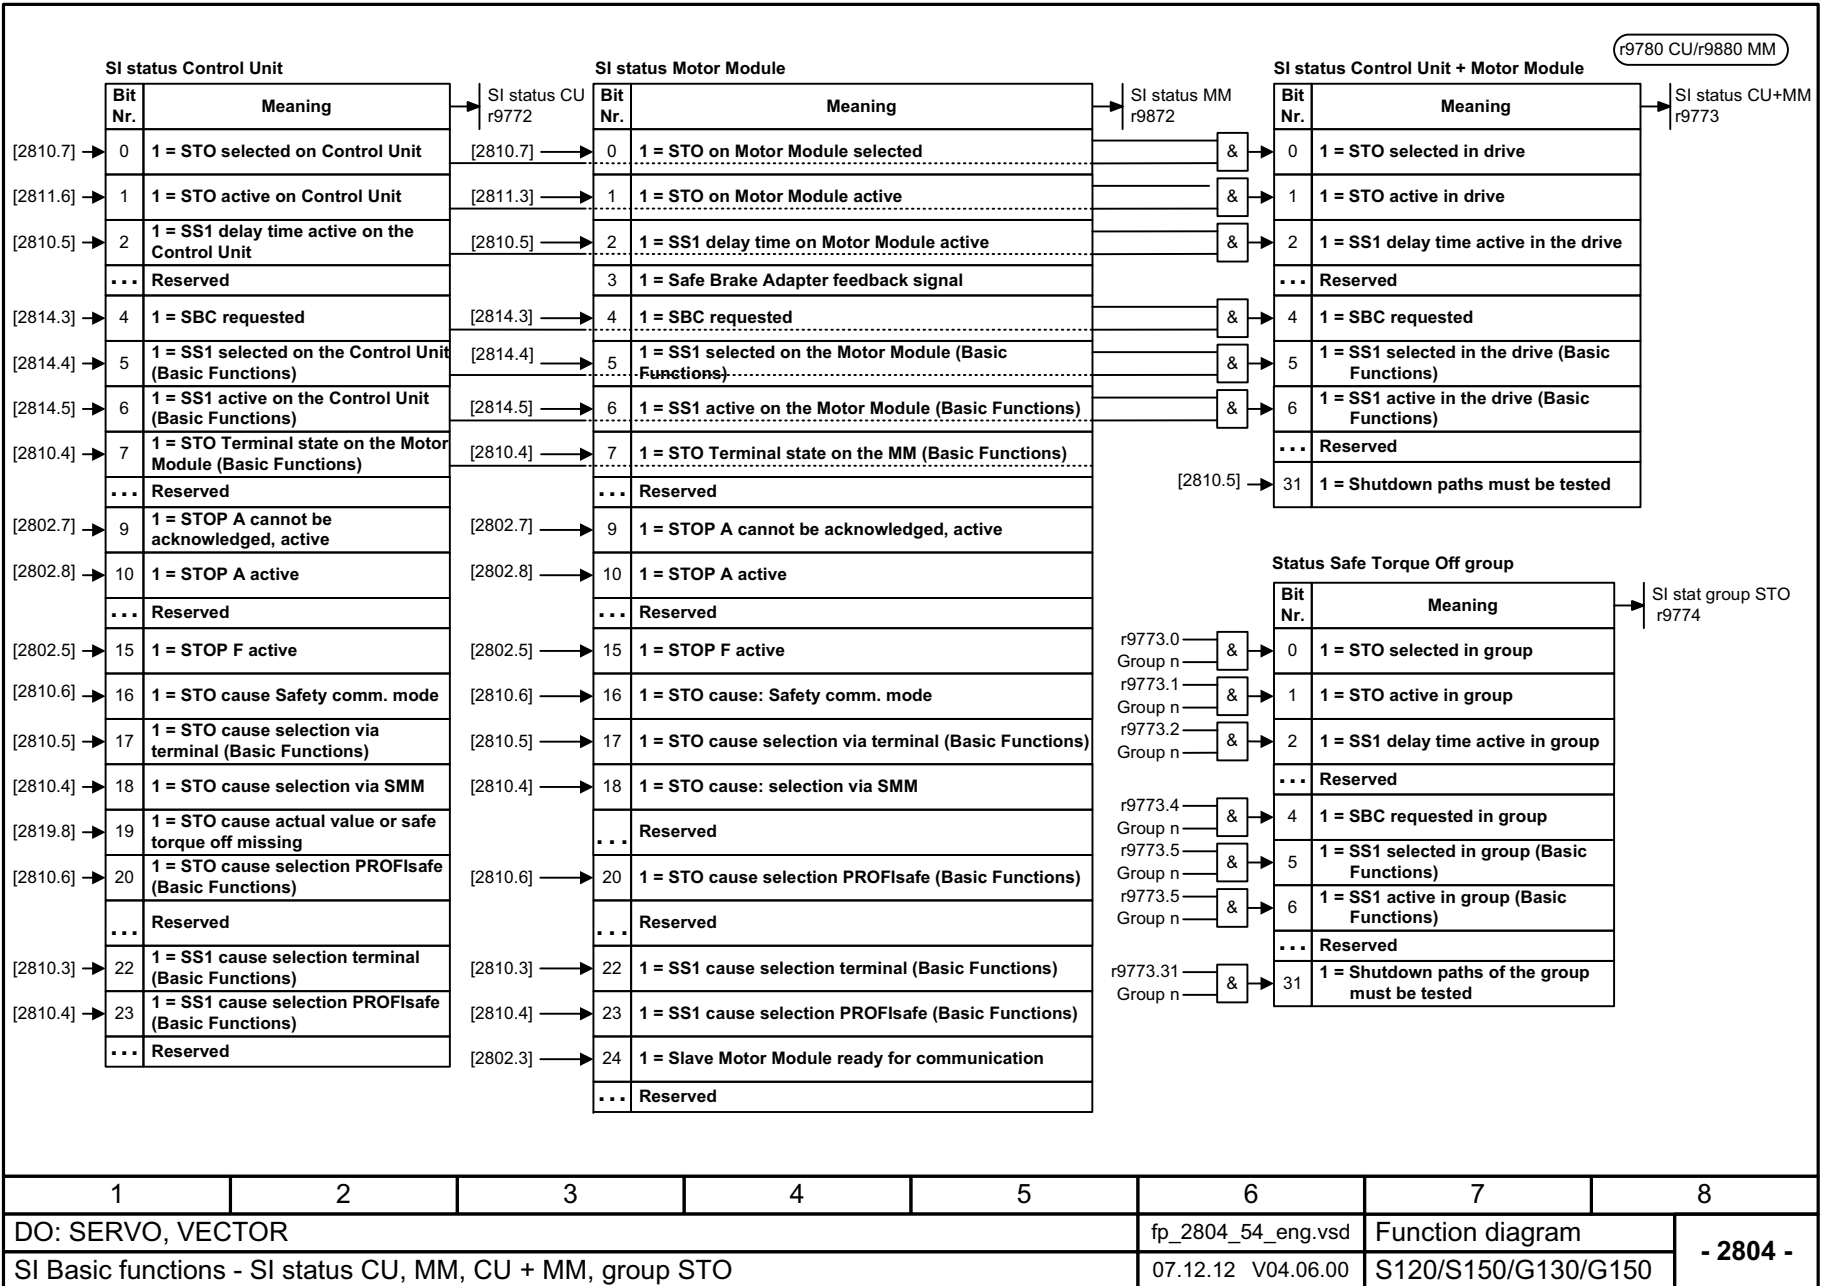 r9780 CU/r9880 MM
SI status Control Unit
Bit Nr.
Meaning
SI status CU
r9772
[2810.7] 0 1 = STO selected on Control Unit
[2811.6] 1 1 = STO active on Control Unit
[2810.5] 2 1 = SS1 delay time active on the
Control Unit
... Reserved
[2814.3] 4 1 = SBC requested
[2814.4] 5 1 = SS1 selected on the Control Unit
(Basic Functions)
[2814.5] 6 1 = SS1 active on the Control Unit
(Basic Functions)
[2810.4] 7 1 = STO Terminal state on the Motor
Module (Basic Functions)
... Reserved
[2802.7] 9 1 = STOP A cannot be
acknowledged, active
[2802.8] 10 1 = STOP A active
... Reserved
[2802.5] 15 1 = STOP F active
[2810.6] 16 1 = STO cause Safety comm. mode
[2810.5] 17 1 = STO cause selection via
terminal (Basic Functions)
[2810.4] 18 1 = STO cause selection via SMM
[2819.8] 19 1 = STO cause actual value or safe
torque off missing
[2810.6] 20 1 = STO cause selection PROFIsafe
(Basic Functions)
... Reserved
[2810.3] 22 1 = SS1 cause selection terminal
(Basic Functions)
[2810.4] 23 1 = SS1 cause selection PROFIsafe
(Basic Functions)
... Reserved
SI status Motor Module
Bit Nr.
Meaning
SI status MM
r9872
[2810.7] 0 1 = STO on Motor Module selected
[2811.3] 1 1 = STO on Motor Module active
[2810.5] 2 1 = SS1 delay time on Motor Module active
3 1 = Safe Brake Adapter feedback signal
[2814.3] 4 1 = SBC requested
[2814.4] 5 1 = SS1 selected on the Motor Module (Basic
Functions)
[2814.5] 6 1 = SS1 active on the Motor Module (Basic Functions)
[2810.4] 7 1 = STO Terminal state on the MM (Basic Functions)
... Reserved
[2802.7] 9 1 = STOP A cannot be acknowledged, active
[2802.8] 10 1 = STOP A active
... Reserved
[2802.5] 15 1 = STOP F active
[2810.6] 16 1 = STO cause: Safety comm. mode
[2810.5] 17 1 = STO cause selection via terminal (Basic Functions)
[2810.4] 18 1 = STO cause: selection via SMM
... Reserved
[2810.6] 20 1 = STO cause selection PROFIsafe (Basic Functions)
... Reserved
[2810.3] 22 1 = SS1 cause selection terminal (Basic Functions)
[2810.4] 23 1 = SS1 cause selection PROFIsafe (Basic Functions)
[2802.3] 24 1 = Slave Motor Module ready for communication
... Reserved
SI status Control Unit + Motor Module
Bit Nr.
Meaning
SI status CU+MM
r9773
& 0 1 = STO selected in drive
& 1 1 = STO active in drive
& 2 1 = SS1 delay time active in the drive
... Reserved
& 4 1 = SBC requested
& 5 1 = SS1 selected in the drive (Basic
Functions)
& 6 1 = SS1 active in the drive (Basic
Functions)
... Reserved
[2810.5] 31 1 = Shutdown paths must be tested
Status Safe Torque Off group
Bit Nr.
Meaning
SI stat group STO
r9774
r9773.0
Group n & 0 1 = STO selected in group
r9773.1
Group n & 1 1 = STO active in group
r9773.2
Group n & 2 1 = SS1 delay time active in group
... Reserved
r9773.4
Group n & 4 1 = SBC requested in group
r9773.5
Group n & 5 1 = SS1 selected in group (Basic
Functions)
r9773.5
Group n & 6 1 = SS1 active in group (Basic
Functions)
... Reserved
r9773.31
Group n & 31 1 = Shutdown paths of the group
must be tested
1 2 3 4 5 6 7 8
DO: SERVO, VECTOR
fp_2804_54_eng.vsd
Function diagram
- 2804 -
SI Basic functions - SI status CU, MM, CU + MM, group STO
07.12.12 V04.06.00
S120/S150/G130/G150